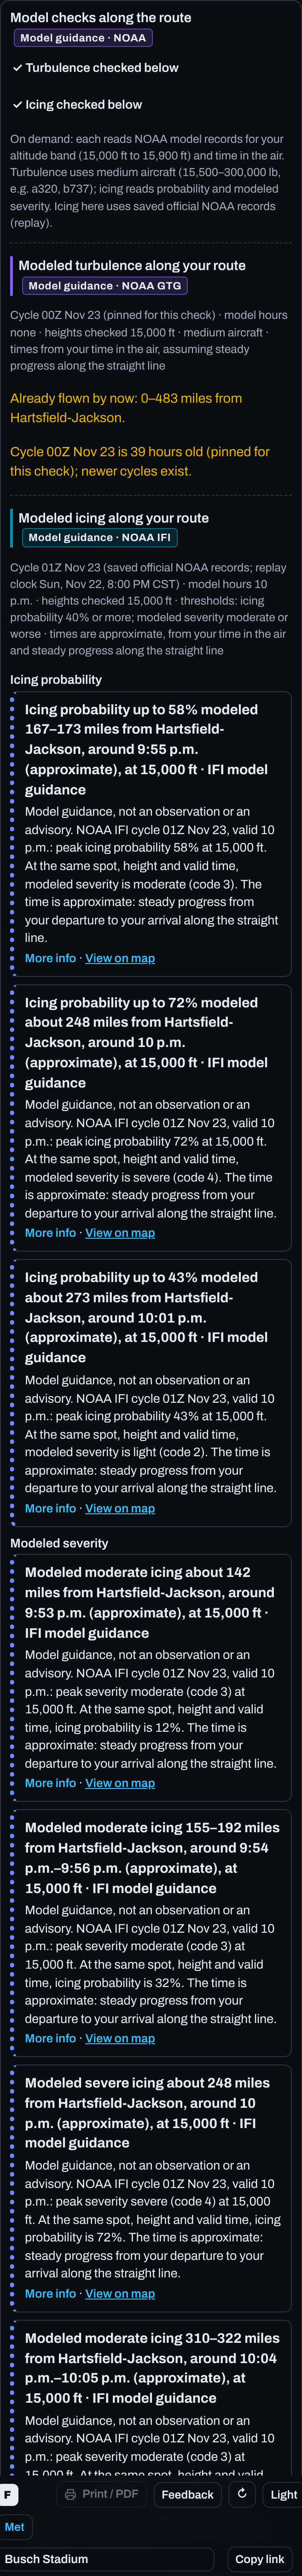 Model checks along the route
Model guidance · NOAA
✓ Turbulence checked below
✓ Icing checked below
On demand: each reads NOAA model records for your
altitude band (15,000 ft to 15,900 ft) and time in the air.
Turbulence uses medium aircraft (15,500–300,000 lb,
e.g. a320, b737); icing reads probability and modeled
severity. Icing here uses saved official NOAA records
(replay).
Modeled turbulence along your route
Model guidance · NOAA GTG
Cycle 00Z Nov 23 (pinned for this check) · model hours
none · heights checked 15,000 ft · medium aircraft ·
times from your time in the air, assuming steady
progress along the straight line
Already flown by now: 0–483 miles from
Hartsfield-Jackson.
Cycle 00Z Nov 23 is 39 hours old (pinned for
this check); newer cycles exist.
Modeled icing along your route
Model guidance · NOAA IFI
Cycle 01Z Nov 23 (saved official NOAA records; replay
clock Sun, Nov 22, 8:00 PM CST) · model hours 10
p.m. · heights checked 15,000 ft · thresholds: icing
probability 40% or more; modeled severity moderate or
worse · times are approximate, from your time in the air
and steady progress along the straight line
Icing probability
Icing probability up to 58% modeled
167–173 miles from Hartsfield-
Jackson, around 9:55 p.m.
(approximate), at 15,000 ft · IFI model
guidance
Model guidance, not an observation or an
advisory. NOAA IFI cycle 01Z Nov 23, valid 10
p.m.: peak icing probability 58% at 15,000 ft.
At the same spot, height and valid time,
modeled severity is moderate (code 3). The
time is approximate: steady progress from
your departure to your arrival along the straight
line.
More info · View on map
Icing probability up to 72% modeled
about 248 miles from Hartsfield-
Jackson, around 10 p.m.
(approximate), at 15,000 ft · IFI model
guidance
Model guidance, not an observation or an
advisory. NOAA IFI cycle 01Z Nov 23, valid 10
p.m.: peak icing probability 72% at 15,000 ft.
At the same spot, height and valid time,
modeled severity is severe (code 4). The time
is approximate: steady progress from your
departure to your arrival along the straight line.
More info · View on map
Icing probability up to 43% modeled
about 273 miles from Hartsfield-
Jackson, around 10:01 p.m.
(approximate), at 15,000 ft · IFI model
guidance
Model guidance, not an observation or an
advisory. NOAA IFI cycle 01Z Nov 23, valid 10
p.m.: peak icing probability 43% at 15,000 ft.
At the same spot, height and valid time,
modeled severity is light (code 2). The time is
approximate: steady progress from your
departure to your arrival along the straight line.
More info · View on map
Modeled severity
Modeled moderate icing about 142
miles from Hartsfield-Jackson, around
9:53 p.m. (approximate), at 15,000 ft ·
IFI model guidance
Model guidance, not an observation or an
advisory. NOAA IFI cycle 01Z Nov 23, valid 10
p.m.: peak severity moderate (code 3) at
15,000 ft. At the same spot, height and valid
time, icing probability is 12%. The time is
approximate: steady progress from your
departure to your arrival along the straight line.
More info · View on map
Modeled moderate icing 155–192 miles
from Hartsfield-Jackson, around 9:54
p.m.–9:56 p.m. (approximate), at
15,000 ft · IFI model guidance
Model guidance, not an observation or an
advisory. NOAA IFI cycle 01Z Nov 23, valid 10
p.m.: peak severity moderate (code 3) at
15,000 ft. At the same spot, height and valid
time, icing probability is 32%. The time is
approximate: steady progress from your
departure to your arrival along the straight line.
More info · View on map
Modeled severe icing about 248 miles
from Hartsfield-Jackson, around 10
p.m. (approximate), at 15,000 ft · IFI
model guidance
Model guidance, not an observation or an
advisory. NOAA IFI cycle 01Z Nov 23, valid 10
p.m.: peak severity severe (code 4) at 15,000
ft. At the same spot, height and valid time, icing
probability is 72%. The time is approximate:
steady progress from your departure to your
arrival along the straight line.
More info · View on map
Modeled moderate icing 310–322 miles
from Hartsfield-Jackson, around 10:04
p.m.–10:05 p.m. (approximate), at
15,000 ft · IFI model guidance
Model guidance, not an observation or an
advisory. NOAA IFI cycle 01Z Nov 23, valid 10
p.m.: peak severity moderate (code 3) at
15,000 ft. At the same spot, height and valid
F
Print / PDF
Feedback
↻
Light
Met
Busch Stadium
Copy link